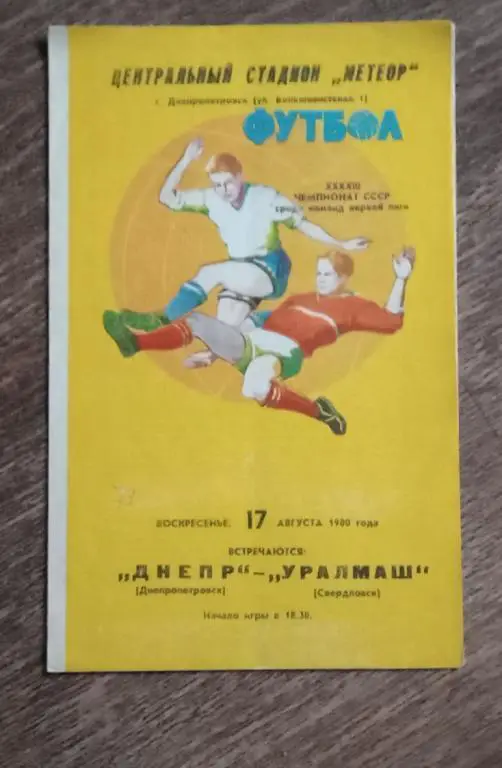 ЦЕНТРАЛЬНЫЙ СТАДИОН „МЕТЕОР"
г. Днепропетровск (ул. 1)
ФУТБОЛ
XXXXIII
ЧЕМПИОНАТ СССР
среди команд первой лиги
ВОСКРЕСЕНЬЕ, 17 АВГУСТА 1980 года
ВСТРЕЧАЮТСЯ:
„ДНЕПР"–„УРАЛМАШ"
(Днепропетровск) (Свердловск)
Начало игры в 18.30.